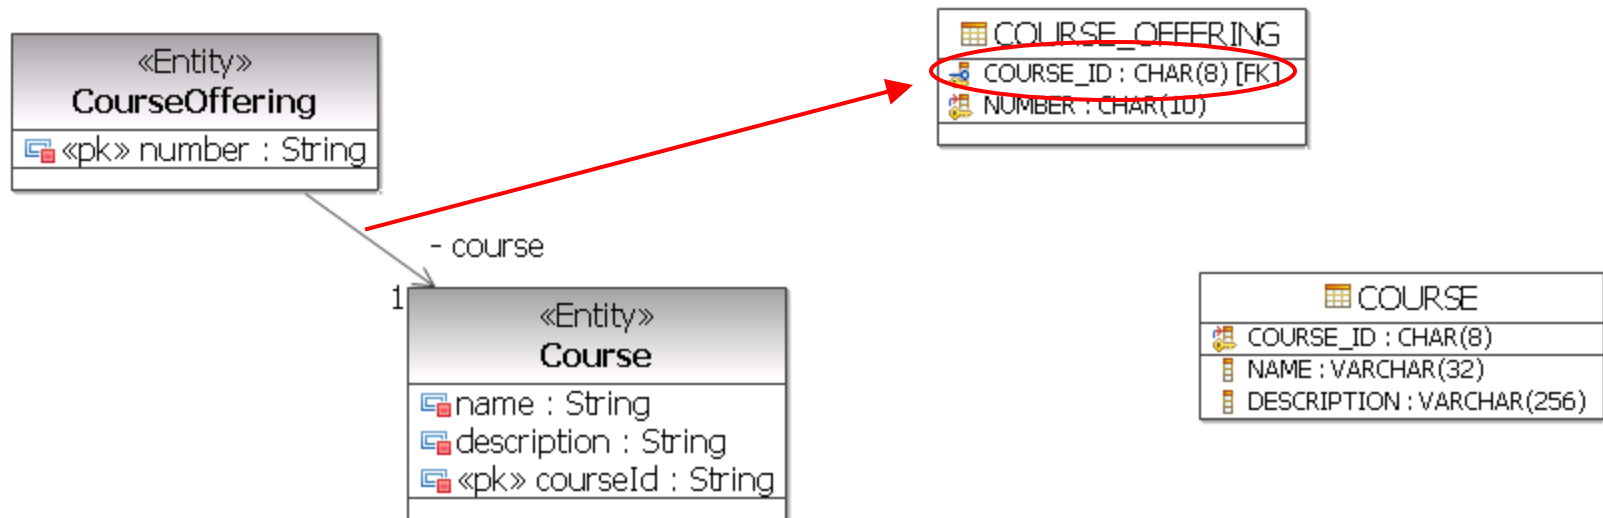 «Entity»
CourseOffering
«pk» number : String
- course
1
«Entity»
Course
name : String
description : String
«pk» courseId : String
COURSE_OFFERING
COURSE_ID : CHAR(8) [FK]
NUMBER : CHAR(10)
COURSE
COURSE_ID : CHAR(8)
NAME : VARCHAR(32)
DESCRIPTION : VARCHAR(256)